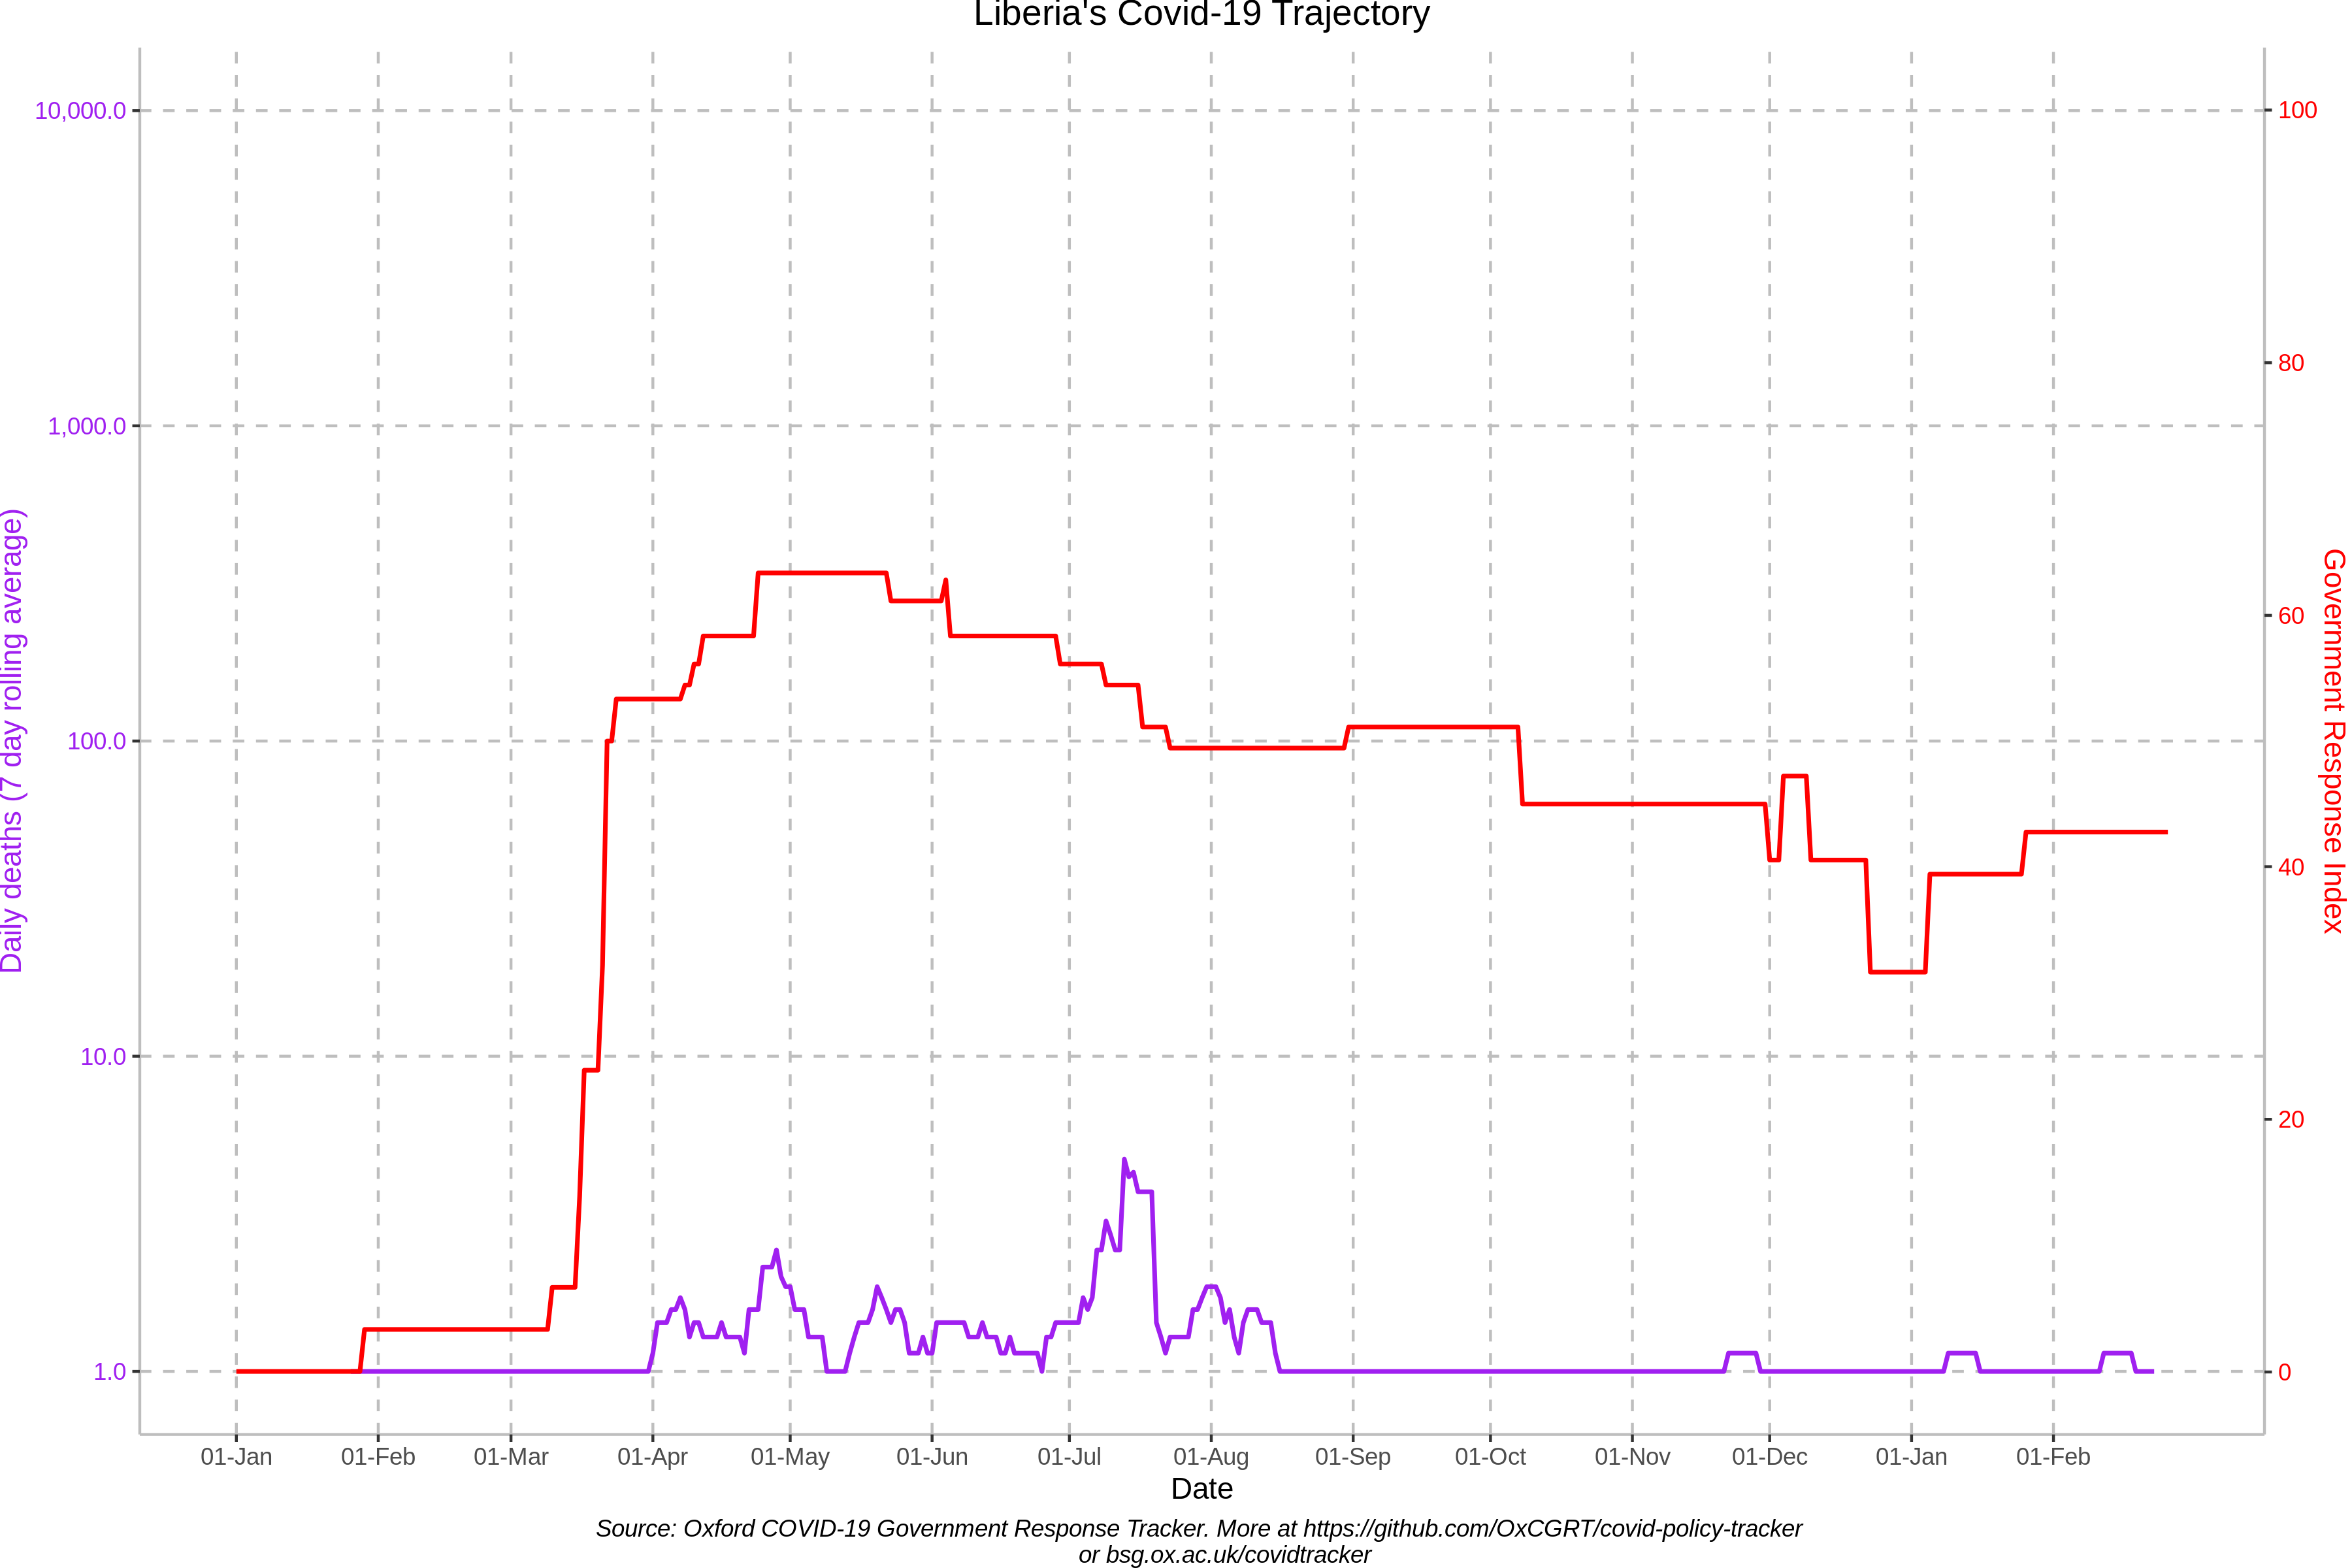 Liberia's Covid-19 Trajectory
10,000.0
1,000.0
100.0
10.0
1.0
Daily deaths (7 day rolling average)
100
80
60
40
20
0
Government Response Index
01-Jan 01-Feb 01-Mar 01-Apr 01-May 01-Jun 01-Jul 01-Aug 01-Sep 01-Oct 01-Nov 01-Dec 01-Jan 01-Feb
Date
Source: Oxford COVID-19 Government Response Tracker. More at https://github.com/OxCGRT/covid-policy-tracker
or bsg.ox.ac.uk/covidtracker